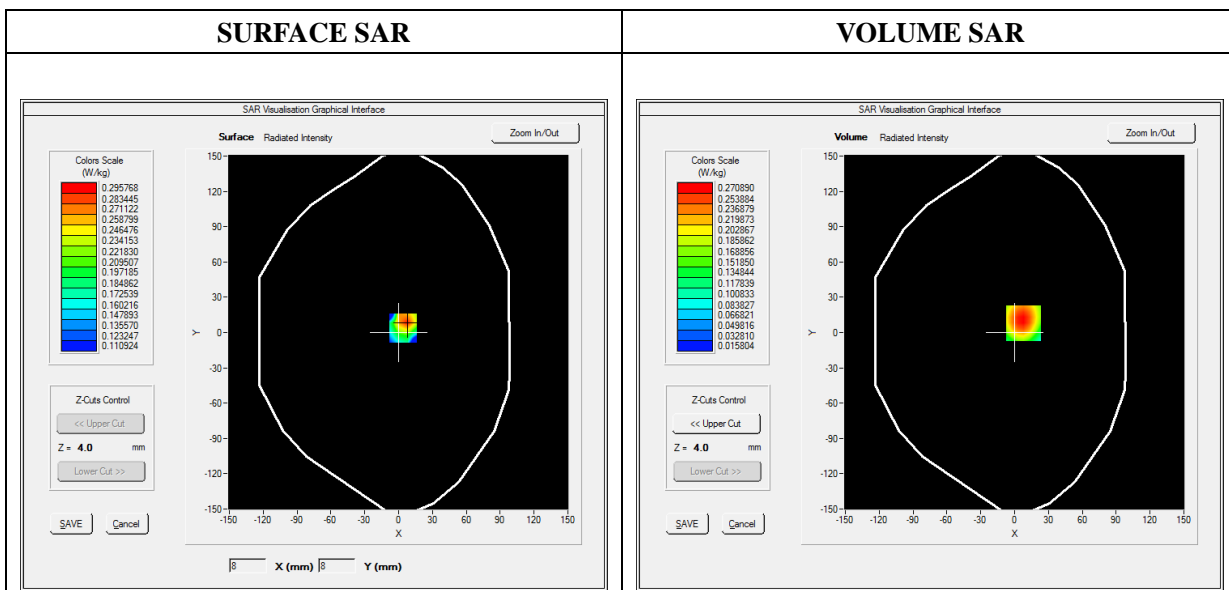 SURFACE SAR
VOLUME SAR
SAR Visualisation Graphical Interface
Surface Radiated Intensity
Zoom In/Out
Colors Scale
(W/kg)
0.295768
0.283445
0.271122
0.258799
0.246476
0.234153
0.221830
0.209507
0.197185
0.184862
0.172539
0.160216
0.147893
0.135570
0.123247
0.110924
Z-Cuts Control
<< Upper Cut
Z = 4.0 mm
Lower Cut >>
SAVE
Cancel
150
120
90
60
30
0
-30
-60
-90
-120
-150
Y
-150 -120 -90 -60 -30 0 30 60 90 120 150
X
8 X (mm) 8 Y (mm)
SAR Visualisation Graphical Interface
Volume Radiated Intensity
Zoom In/Out
Colors Scale
(W/kg)
0.270890
0.253884
0.236879
0.219873
0.202867
0.185862
0.168856
0.151850
0.134844
0.117839
0.100833
0.083827
0.066821
0.049816
0.032810
0.015804
Z-Cuts Control
<< Upper Cut
Z = 4.0 mm
Lower Cut >>
SAVE
Cancel
150
120
90
60
30
0
-30
-60
-90
-120
-150
Y
-150 -120 -90 -60 -30 0 30 60 90 120 150
X